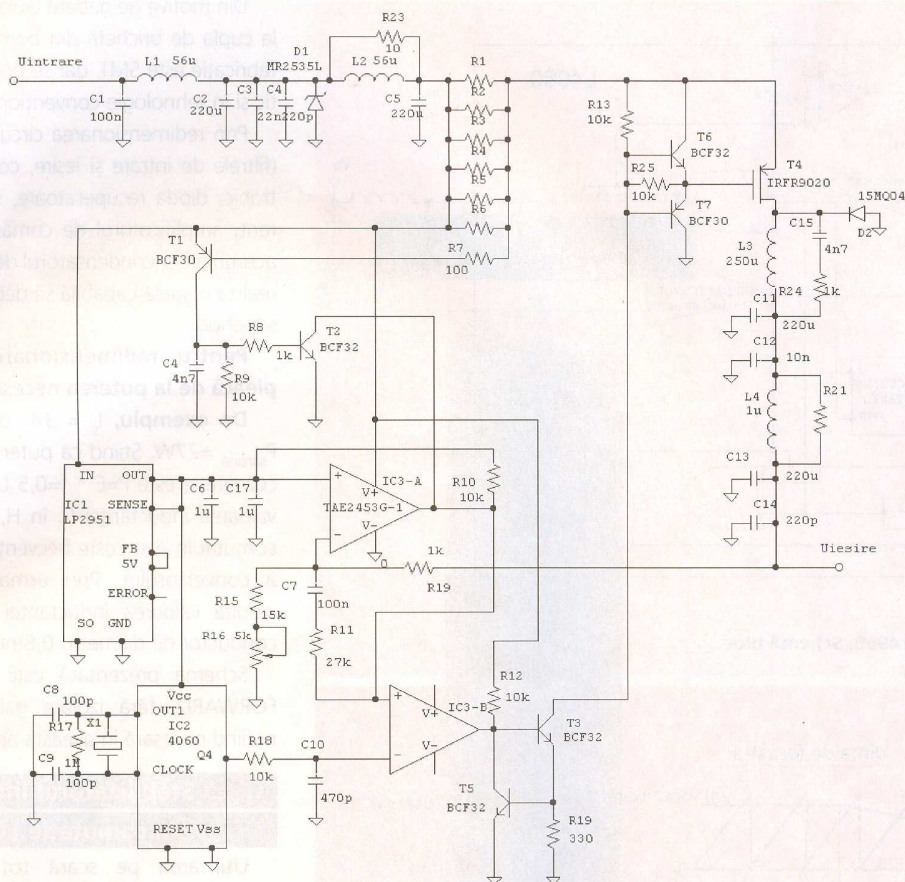 R23
10
Uintrare
L1 56u
D1
MR2535L
L2 56u
R1
R2
R3
R4
R5
R6
R7
100
C1
100n
C2
220u
C3
22n
C4
220p
C5
220u
R13
10k
T6
BCF32
R25
10k
T7
BCF30
T4
IRFR9020
15MQ04
D2
C15
4n7
L3
250u
R24
1k
C11
220u
C12
10n
L4
1u
R21
C13
220u
C14
220p
Uiesire
T1
BCF30
R8
1k
T2
BCF32
C4
4n7
R9
10k
IN OUT
IC1
LP2951
SENSE
FB
5V
ERROR
SO GND
C6
1u
C17
1u
IC3-A
V+
TAE2453G-1
V-
0
R10
10k
1k
R19
R15
15k
R16 5k
C7
100n
R11
27k
R12
10k
IC3-B
V+
V-
T3
BCF32
T5
BCF32
R19
330
C8
100p
R17
1M
X1
C9
100p
Vcc
OUT1
IC2
4060
CLOCK
Q4
RESET Vss
R18
10k
C10
470p